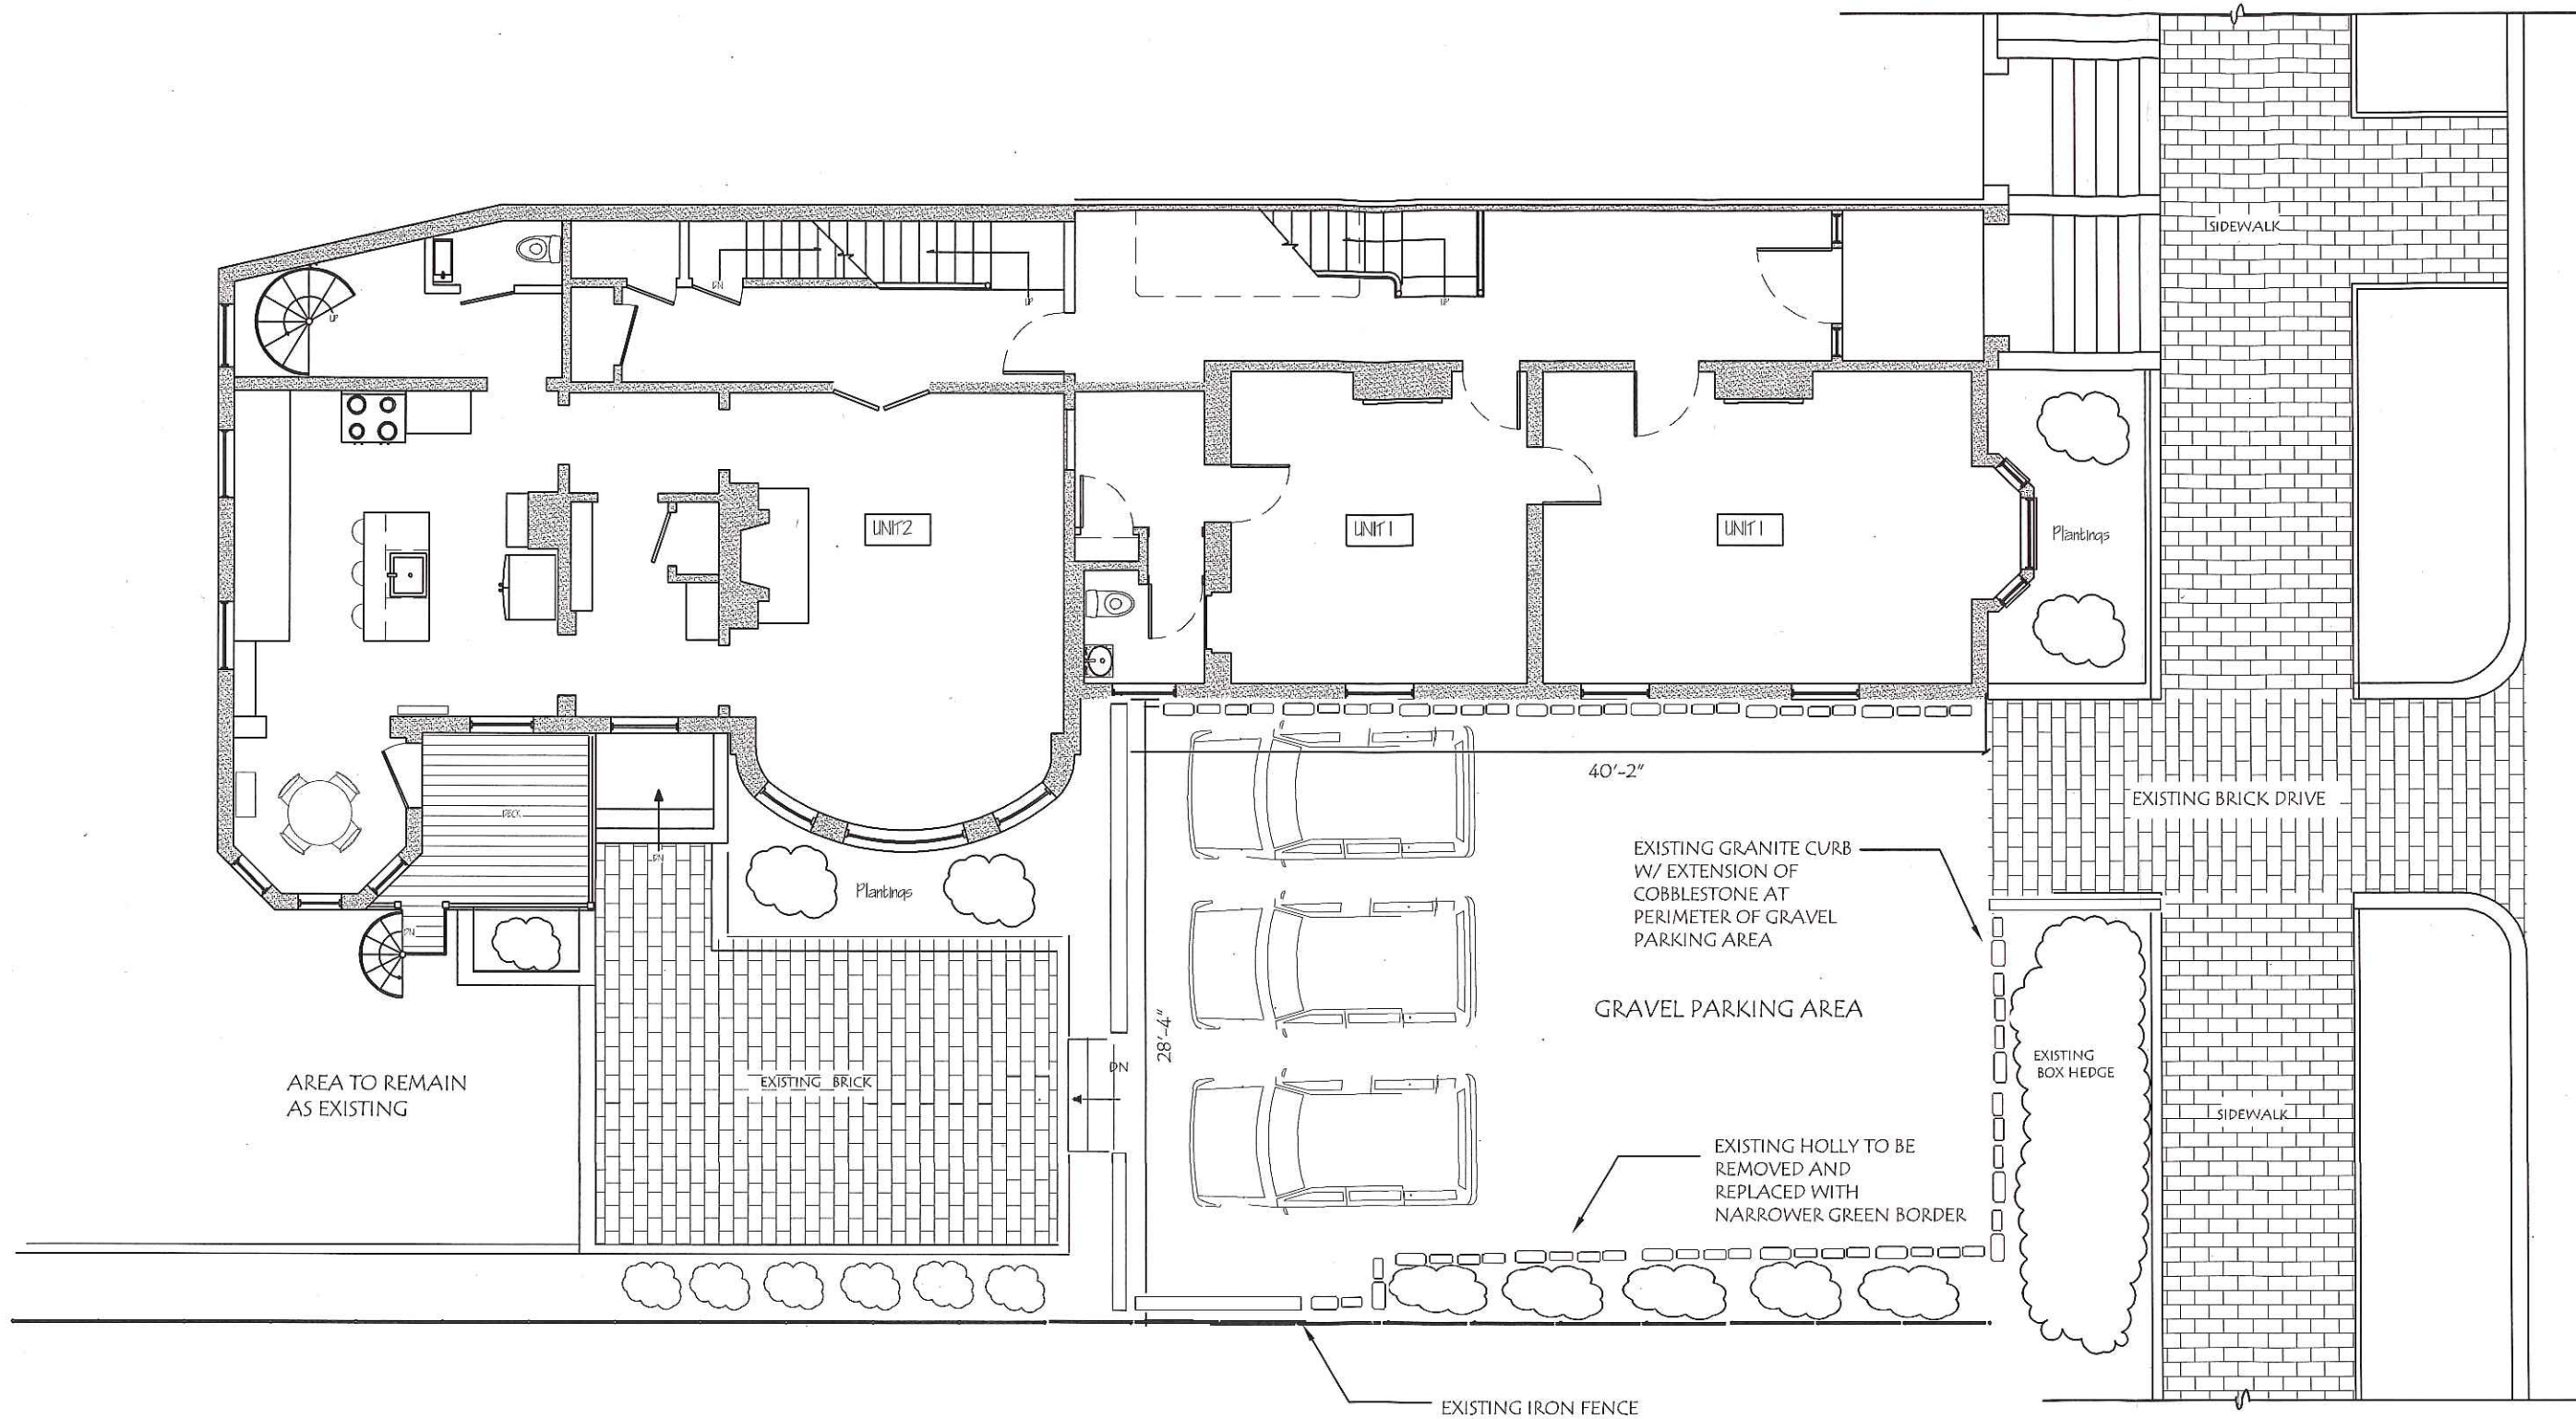 SIDEWALK
DN
UP
UP
UP
UNIT 2
UNIT 1
UNIT 1
Plantings
40'-2"
EXISTING BRICK DRIVE
DECK
DN
EXISTING GRANITE CURB
W/ EXTENSION OF
COBBLESTONE AT
PERIMETER OF GRAVEL
PARKING AREA
Plantings
DN
GRAVEL PARKING AREA
28'-4"
DN
EXISTING
BOX HEDGE
AREA TO REMAIN
AS EXISTING
EXISTING BRICK
SIDEWALK
EXISTING HOLLY TO BE
REMOVED AND
REPLACED WITH
NARROWER GREEN BORDER
EXISTING IRON FENCE